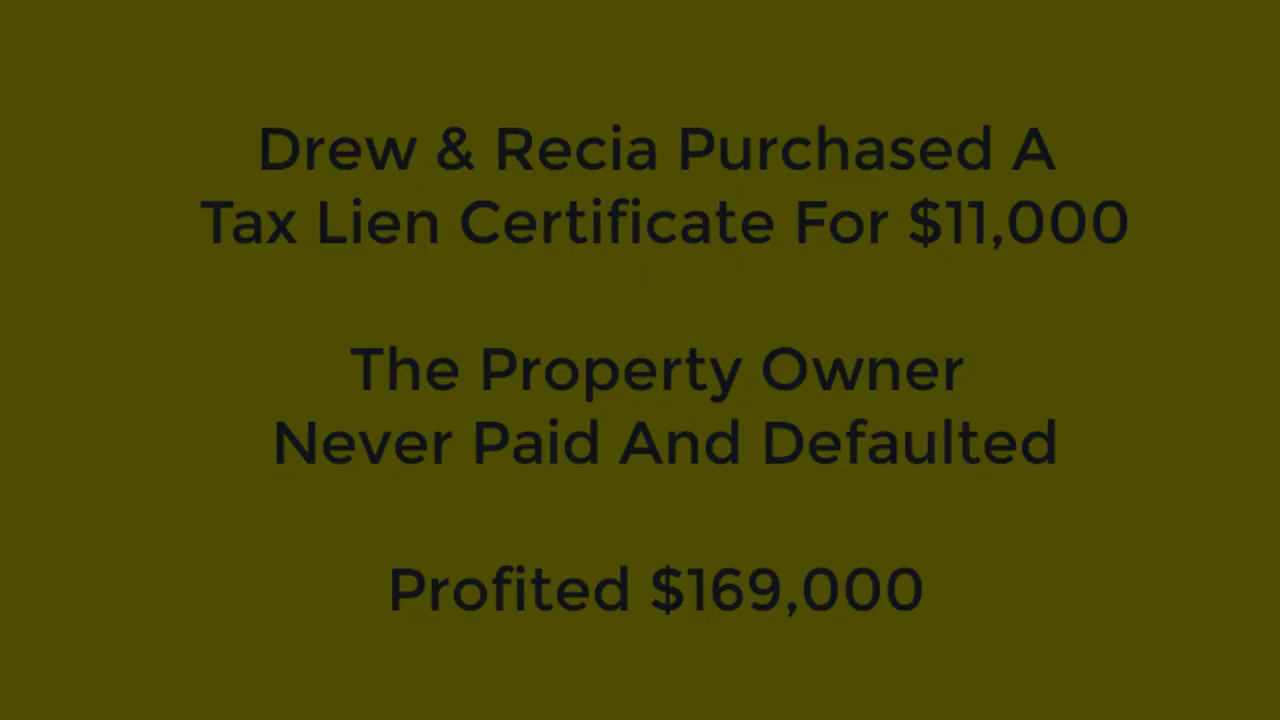 Drew & Recia Purchased A
Tax Lien Certificate For $11,000
The Property Owner
Never Paid And Defaulted
Profited $169,000